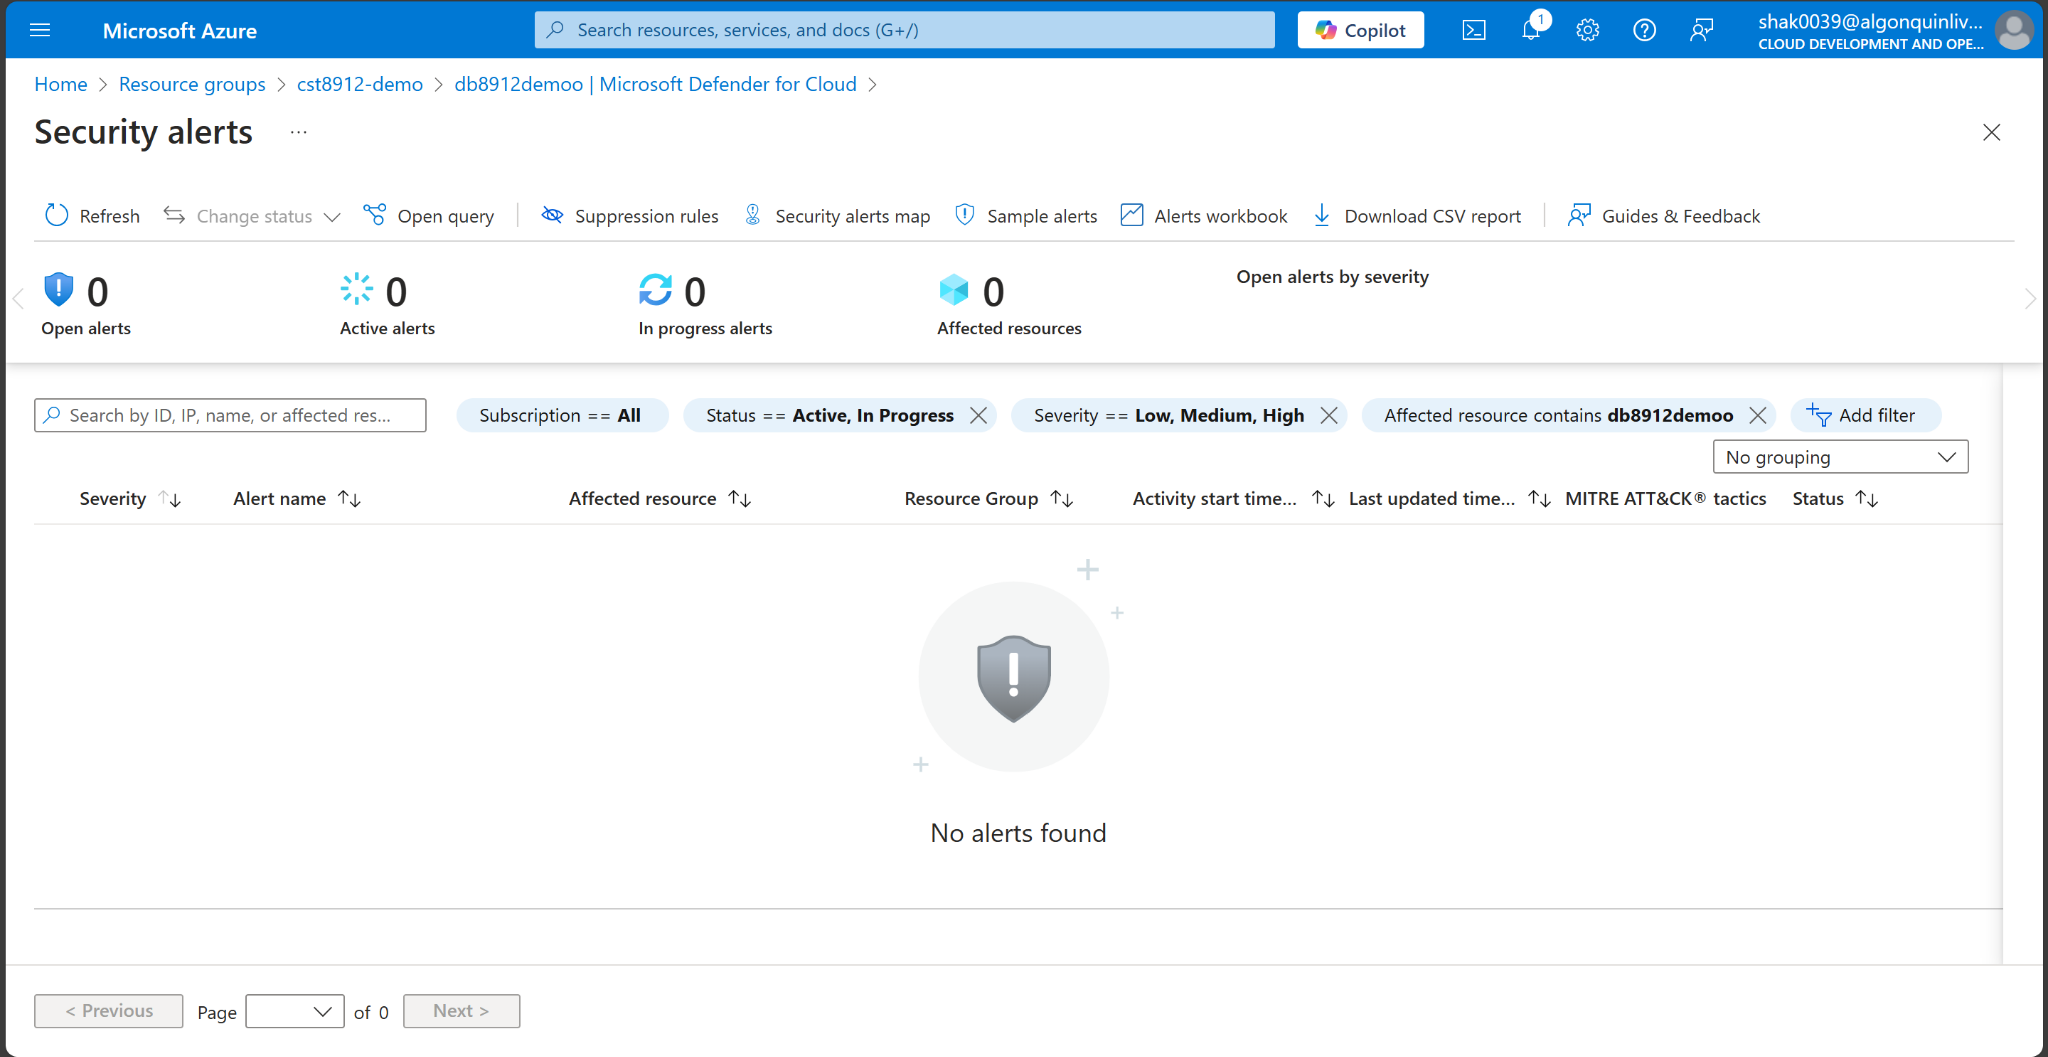 Microsoft Azure
Search resources, services, and docs (G+/)
Copilot
1
shak0039@algonquinliv...
CLOUD DEVELOPMENT AND OPE...
Home > Resource groups > cst8912-demo > db8912demoo | Microsoft Defender for Cloud >
Security alerts ...
Refresh Change status Open query Suppression rules Security alerts map Sample alerts Alerts workbook Download CSV report Guides & Feedback
0 0 0 0
Open alerts Active alerts In progress alerts Affected resources
Open alerts by severity
Search by ID, IP, name, or affected res... Subscription == All Status == Active, In Progress Severity == Low, Medium, High Affected resource contains db8912demoo Add filter
No grouping
Severity Alert name Affected resource Resource Group Activity start time... Last updated time... MITRE ATT&CK® tactics Status
No alerts found
< Previous Page of 0 Next >